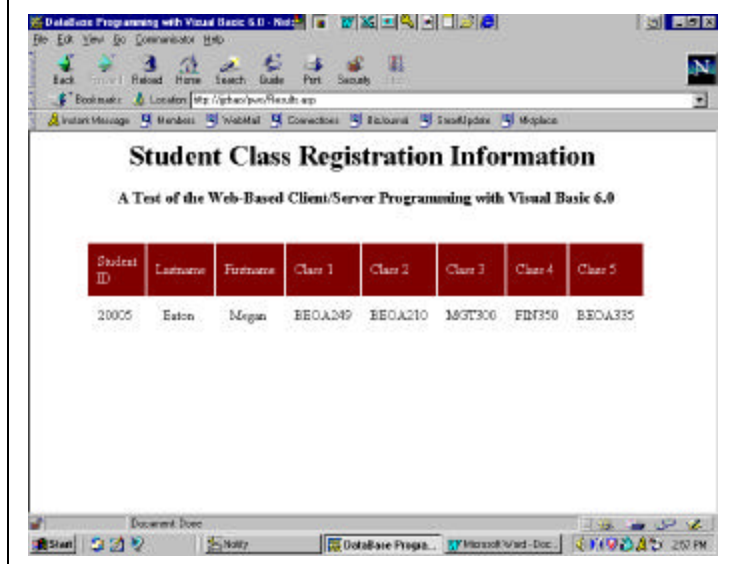 DataBase Programming with Visual Basic 6.0 - Net
File Edit View Go Communicator Help
Back Forward Reload Home Search Guide Print Security
Bookmarks Location
Instant Message Members WebMail Connections BizJournal SmartUpdate Mktplace
Student Class Registration Information
A Test of the Web-Based Client/Server Programming with Visual Basic 6.0
Student ID Lastname Firstname Class 1 Class 2 Class 3 Class 4 Class 5
20005 Eaton Megan BEOA249 BEOA210 MGT300 FIN350 BEOA335
Document: Done
Start Notify DataBase Progra... Microsoft Word - Doc... 2:57 PM